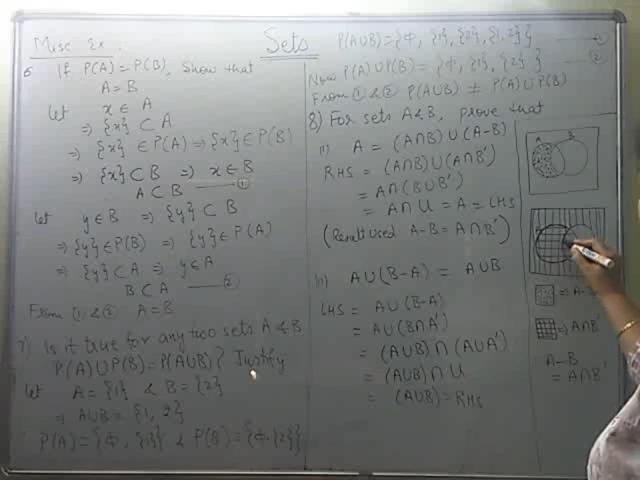 Misc Ex.
Sets
6 If P(A) = P(B), show that
A = B
let x ∈ A
⇒ {x} ⊂ A
⇒ {x} ∈ P(A) ⇒ {x} ∈ P(B)
⇒ {x} ⊂ B ⇒ x ∈ B
A ⊂ B —— ①
let y ∈ B ⇒ {y} ⊂ B
⇒ {y} ∈ P(B) ⇒ {y} ∈ P(A)
⇒ {y} ⊂ A ⇒ y ∈ A
B ⊂ A —— ②
From ① & ② A = B
7) Is it true for any two sets A & B
P(A) ∪ P(B) = P(A∪B)? Justify
let A = {1} & B = {2}
⇒ A∪B = {1, 2}
P(A) = {Φ, {1}} & P(B) = {Φ, {2}}
P(A∪B) = {Φ, {1}, {2}, {1,2}} —— ①
Now P(A) ∪ P(B) = {Φ, {1}, {2}} —— ②
From ① & ② P(A∪B) ≠ P(A) ∪ P(B)
8) For sets A & B, prove that
(i) A = (A∩B) ∪ (A-B)
RHS = (A∩B) ∪ (A∩B')
= A∩(B∪B')
= A∩U = A = LHS
(Result used A-B = A∩B')
(ii) A∪(B-A) = A∪B
LHS = A∪(B-A)
= A∪(B∩A')
= (A∪B) ∩ (A∪A')
= (A∪B) ∩ U
= (A∪B) = RHS
A B
⇒ A-
⇒ A∩B'
A-B
= A∩B'